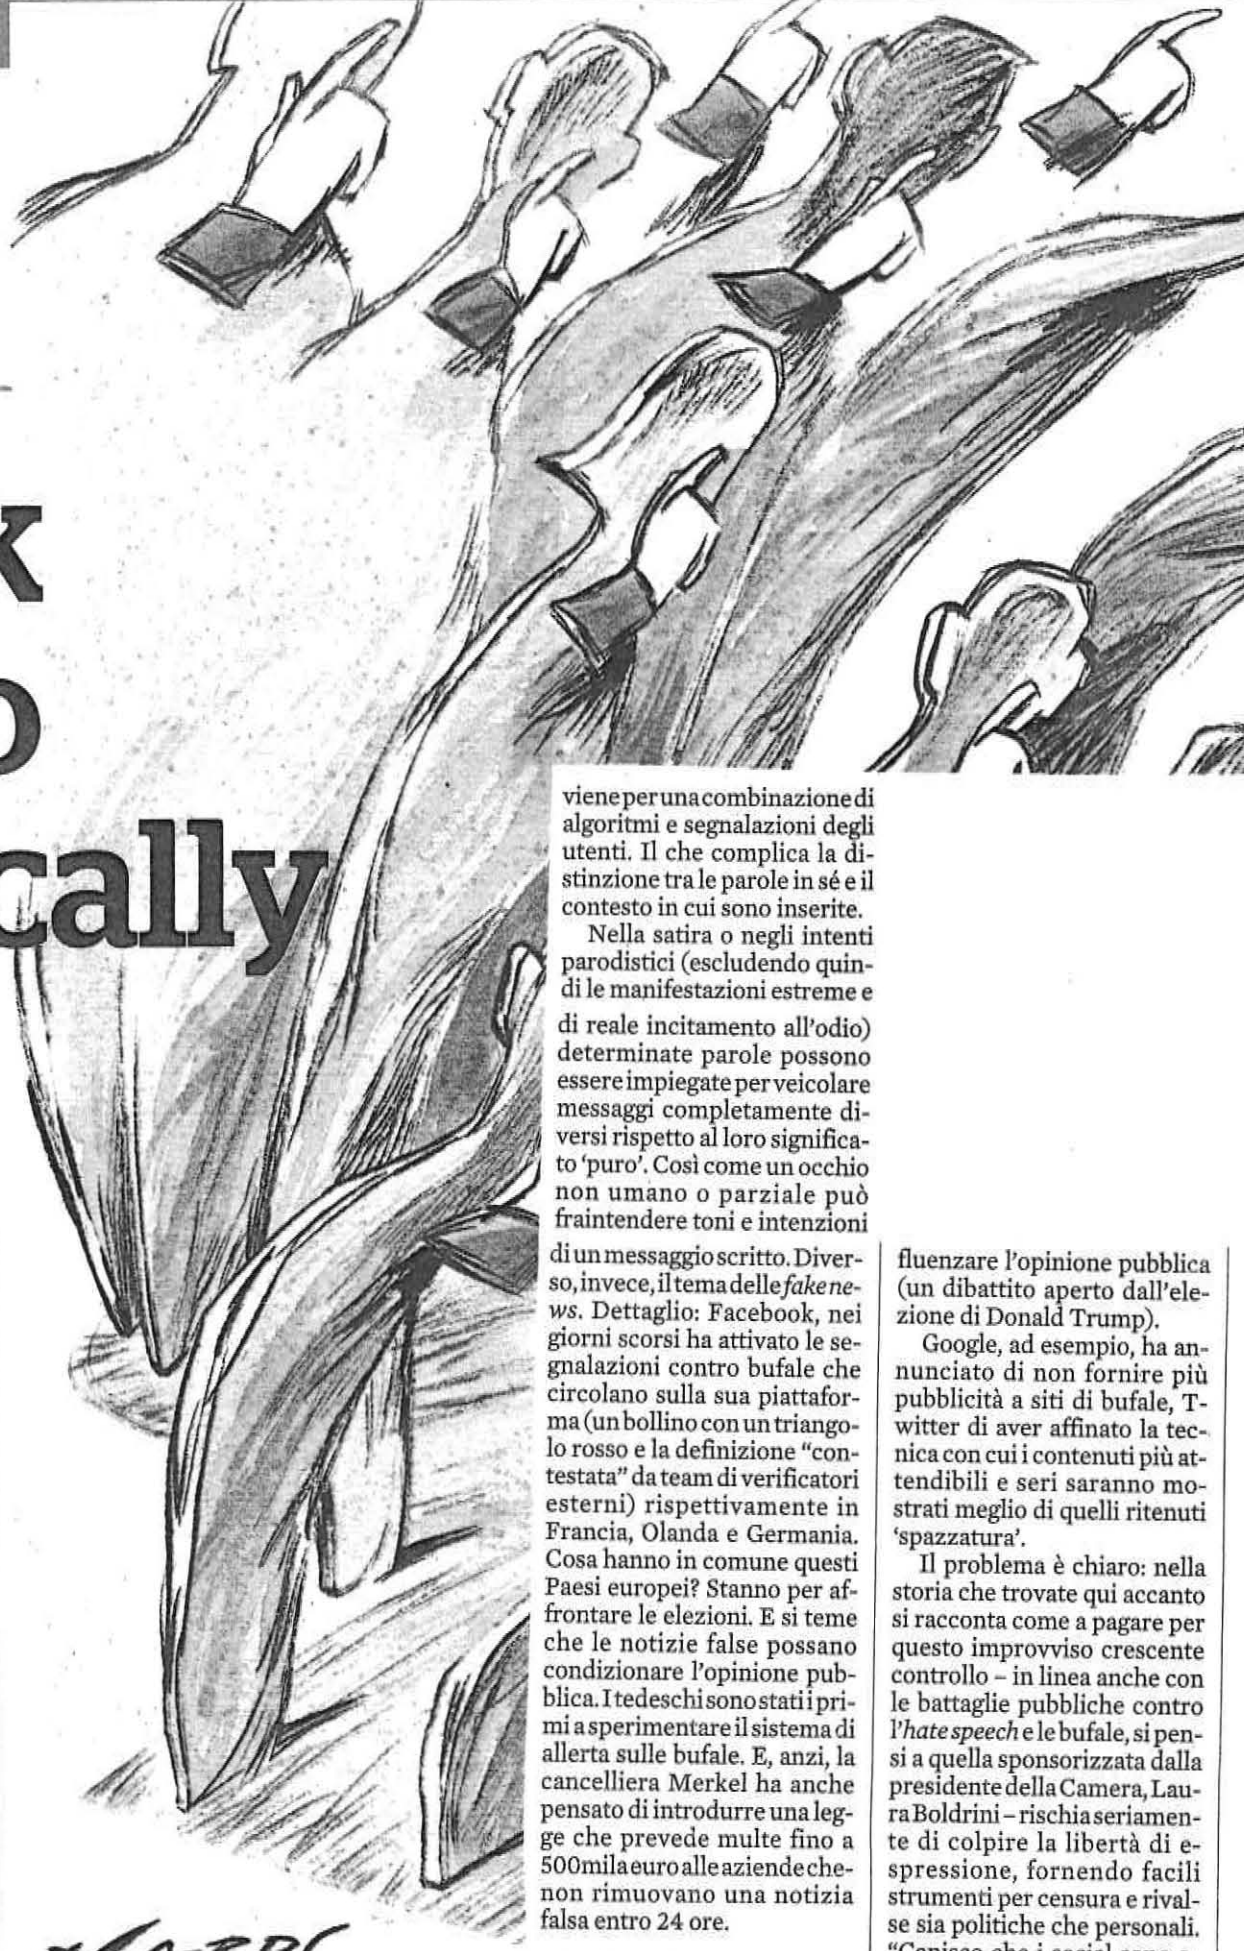 k
o
cally
viene per una combinazione di
algoritmi e segnalazioni degli
utenti. Il che complica la di-
stinzione tra le parole in sé e il
contesto in cui sono inserite.
Nella satira o negli intenti
parodistici (escludendo quin-
di le manifestazioni estreme e
di reale incitamento all'odio)
determinate parole possono
essere impiegate per veicolare
messaggi completamente di-
versi rispetto al loro significa-
to 'puro'. Così come un occhio
non umano o parziale può
fraintendere toni e intenzioni
di un messaggio scritto. Diver-
so, invece, il tema delle fake ne-
ws. Dettaglio: Facebook, nei
giorni scorsi ha attivato le se-
gnalazioni contro bufale che
circolano sulla sua piattafor-
ma (un bollino con un triango-
lo rosso e la definizione "con-
testata" da team di verificatori
esterni) rispettivamente in
Francia, Olanda e Germania.
Cosa hanno in comune questi
Paesi europei? Stanno per af-
frontare le elezioni. E si teme
che le notizie false possano
condizionare l'opinione pub-
blica. I tedeschi sono stati i pri-
mi a sperimentare il sistema di
allerta sulle bufale. E, anzi, la
cancelliera Merkel ha anche
pensato di introdurre una leg-
ge che prevede multe fino a
500mila euro alle aziende che-
non rimuovano una notizia
falsa entro 24 ore.
fluenzare l'opinione pubblica
(un dibattito aperto dall'ele-
zione di Donald Trump).
Google, ad esempio, ha an-
nunciato di non fornire più
pubblicità a siti di bufale, T-
witter di aver affinato la tec-
nica con cui i contenuti più at-
tendibili e seri saranno mo-
strati meglio di quelli ritenuti
'spazzatura'.
Il problema è chiaro: nella
storia che trovate qui accanto
si racconta come a pagare per
questo improvviso crescente
controllo – in linea anche con
le battaglie pubbliche contro
l'hate speech e le bufale, si pen-
si a quella sponsorizzata dalla
presidente della Camera, Lau-
ra Boldrini – rischia seriamen-
te di colpire la libertà di e-
spressione, fornendo facili
strumenti per censura e rival-
se sia politiche che personali.